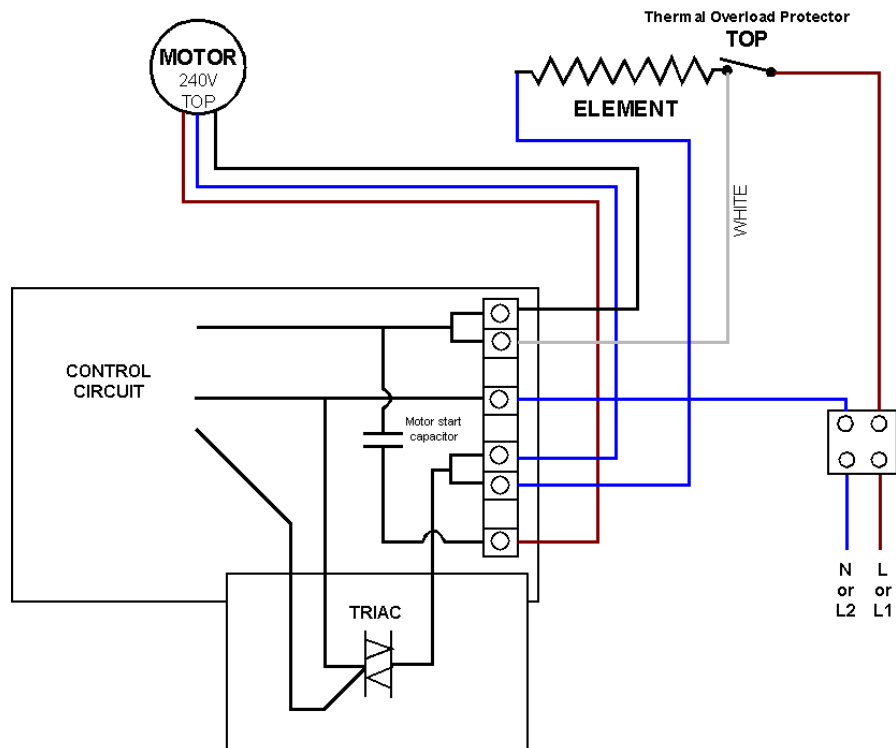 Thermal Overload Protector
TOP
MOTOR
240V
TOP
ELEMENT
WHITE
CONTROL
CIRCUIT
Motor start
capacitor
TRIAC
N L
or or
L2 L1